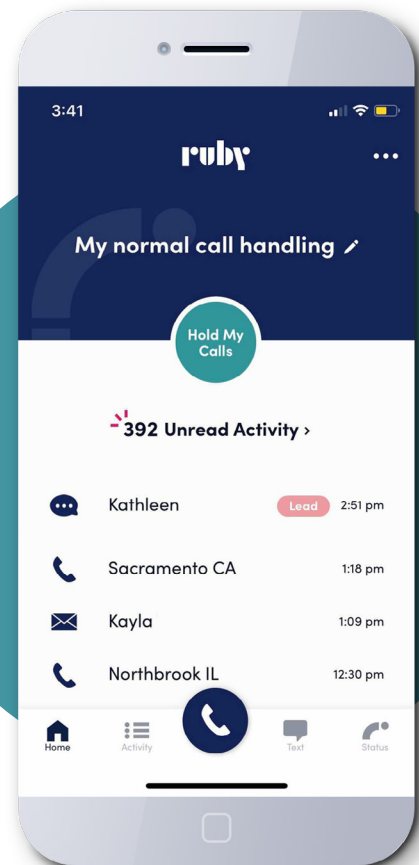 3:41
ruby
My normal call handling
Hold My
Calls
392 Unread Activity ›
Kathleen Lead 2:51 pm
Sacramento CA 1:18 pm
Kayla 1:09 pm
Northbrook IL 12:30 pm
Home Activity Text Status